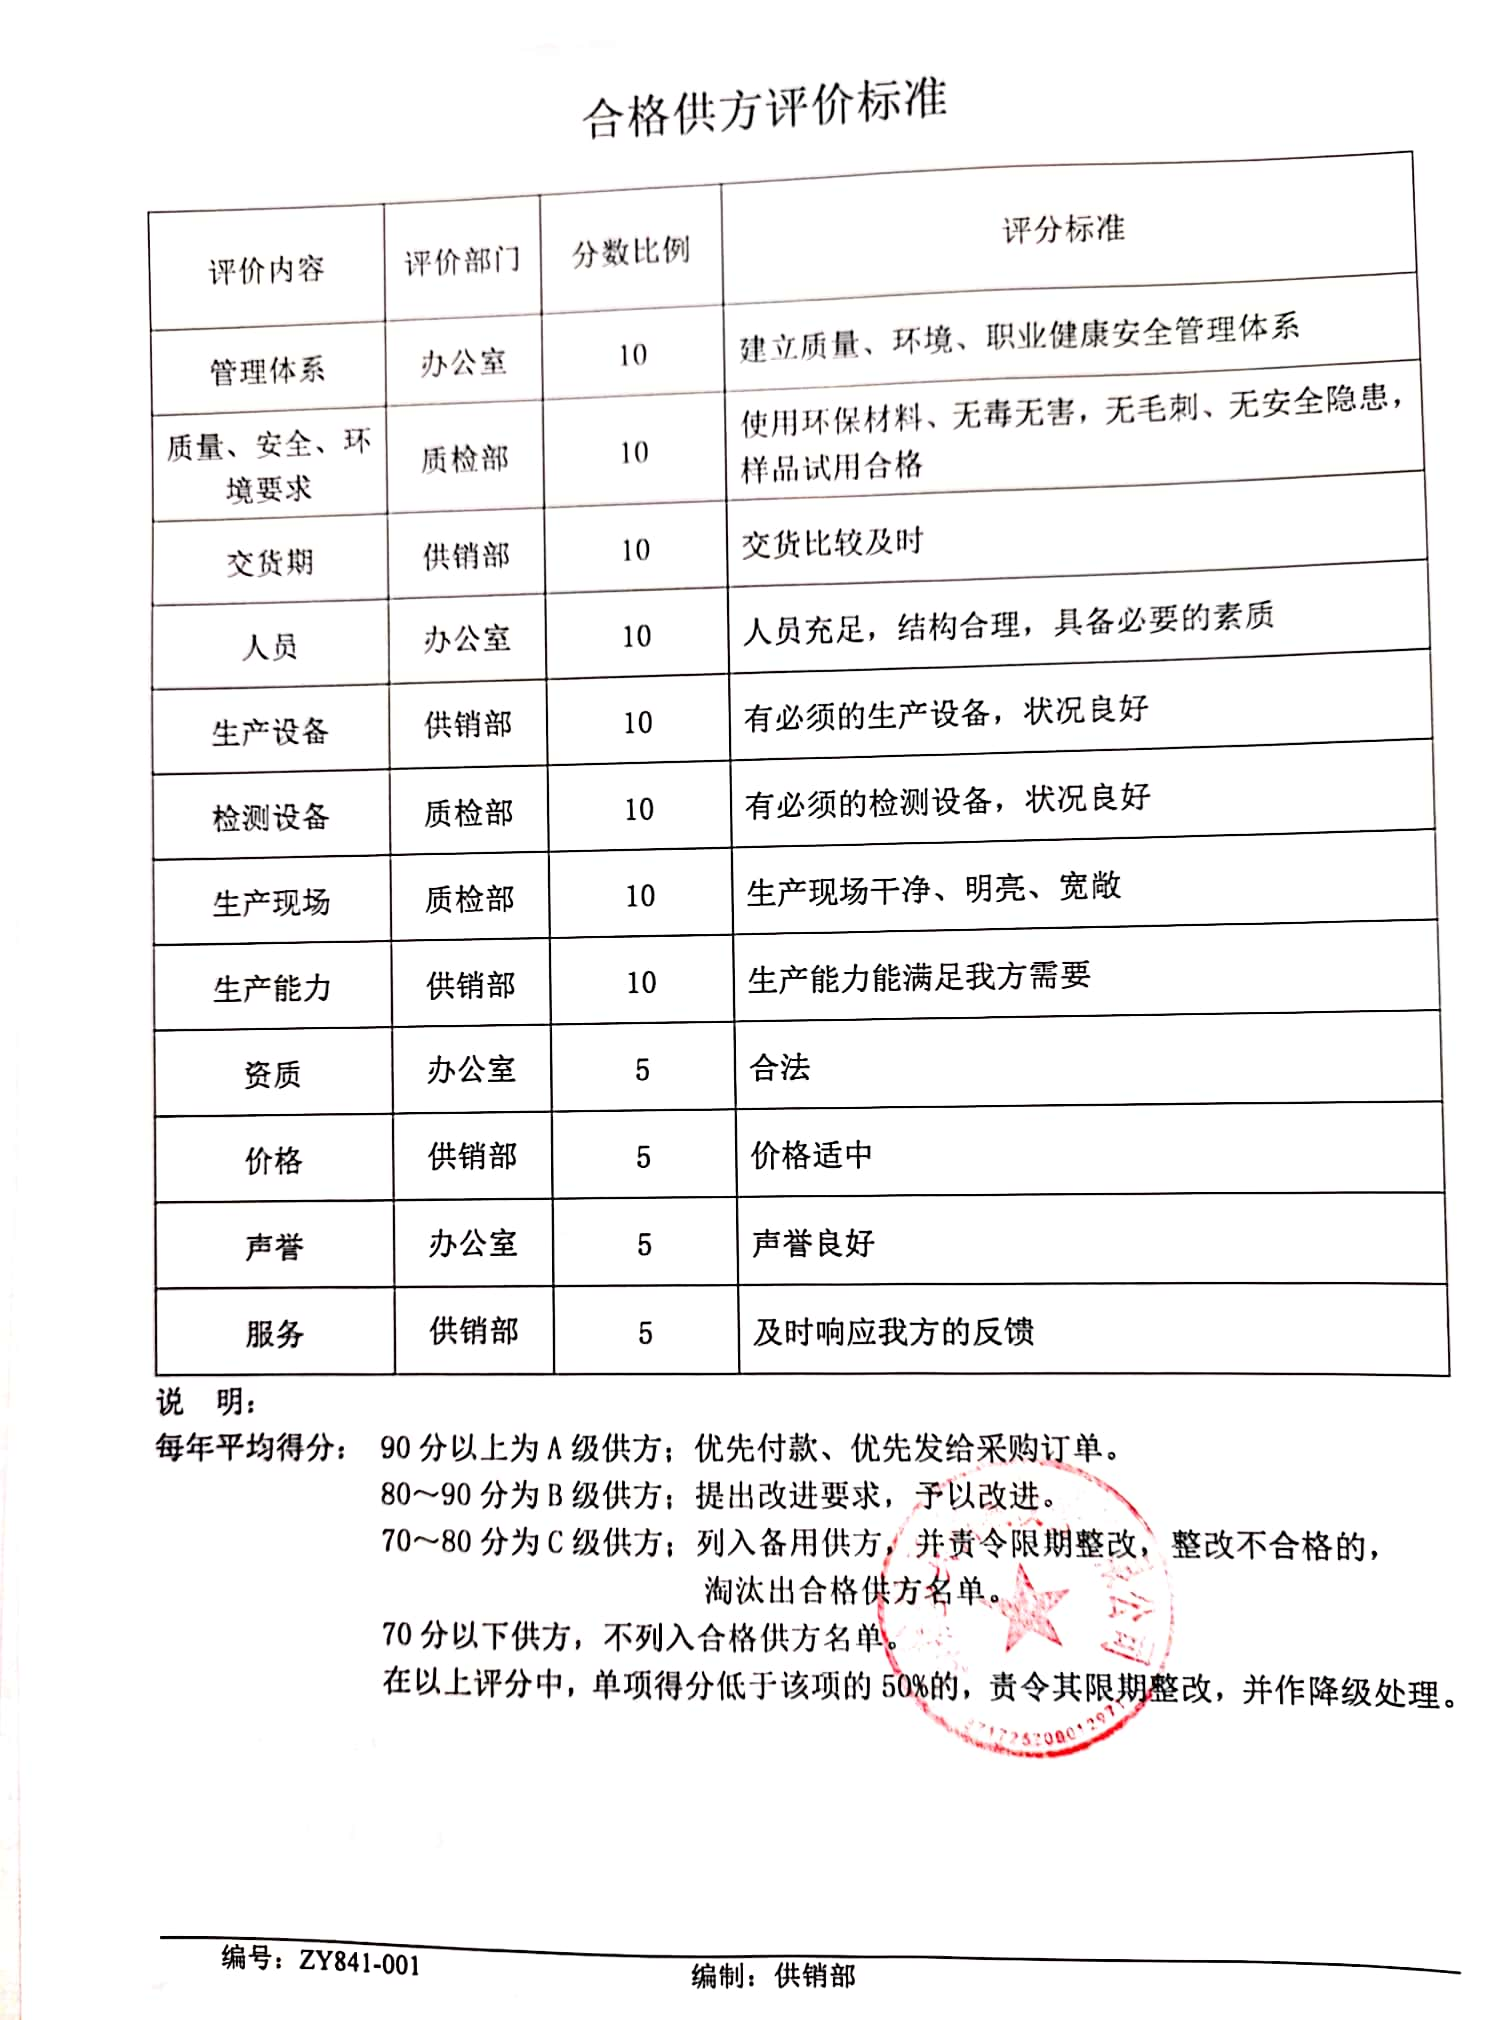 合格供方评价标准
评价内容 评价部门 分数比例 评分标准
管理体系 办公室 10 建立质量、环境、职业健康安全管理体系
质量、安全、环境要求 质检部 10 使用环保材料、无毒无害，无毛刺、无安全隐患，样品试用合格
交货期 供销部 10 交货比较及时
人员 办公室 10 人员充足，结构合理，具备必要的素质
生产设备 供销部 10 有必须的生产设备，状况良好
检测设备 质检部 10 有必须的检测设备，状况良好
生产现场 质检部 10 生产现场干净、明亮、宽敞
生产能力 供销部 10 生产能力能满足我方需要
资质 办公室 5 合法
价格 供销部 5 价格适中
声誉 办公室 5 声誉良好
服务 供销部 5 及时响应我方的反馈
说 明：
每年平均得分： 90 分以上为 A 级供方；优先付款、优先发给采购订单。
80～90 分为 B 级供方；提出改进要求，予以改进。
70～80 分为 C 级供方；列入备用供方，并责令限期整改，整改不合格的，
淘汰出合格供方名单。
70 分以下供方，不列入合格供方名单。
在以上评分中，单项得分低于该项的 50%的，责令其限期整改，并作降级处理。
公司
编号：ZY841-001
编制：供销部